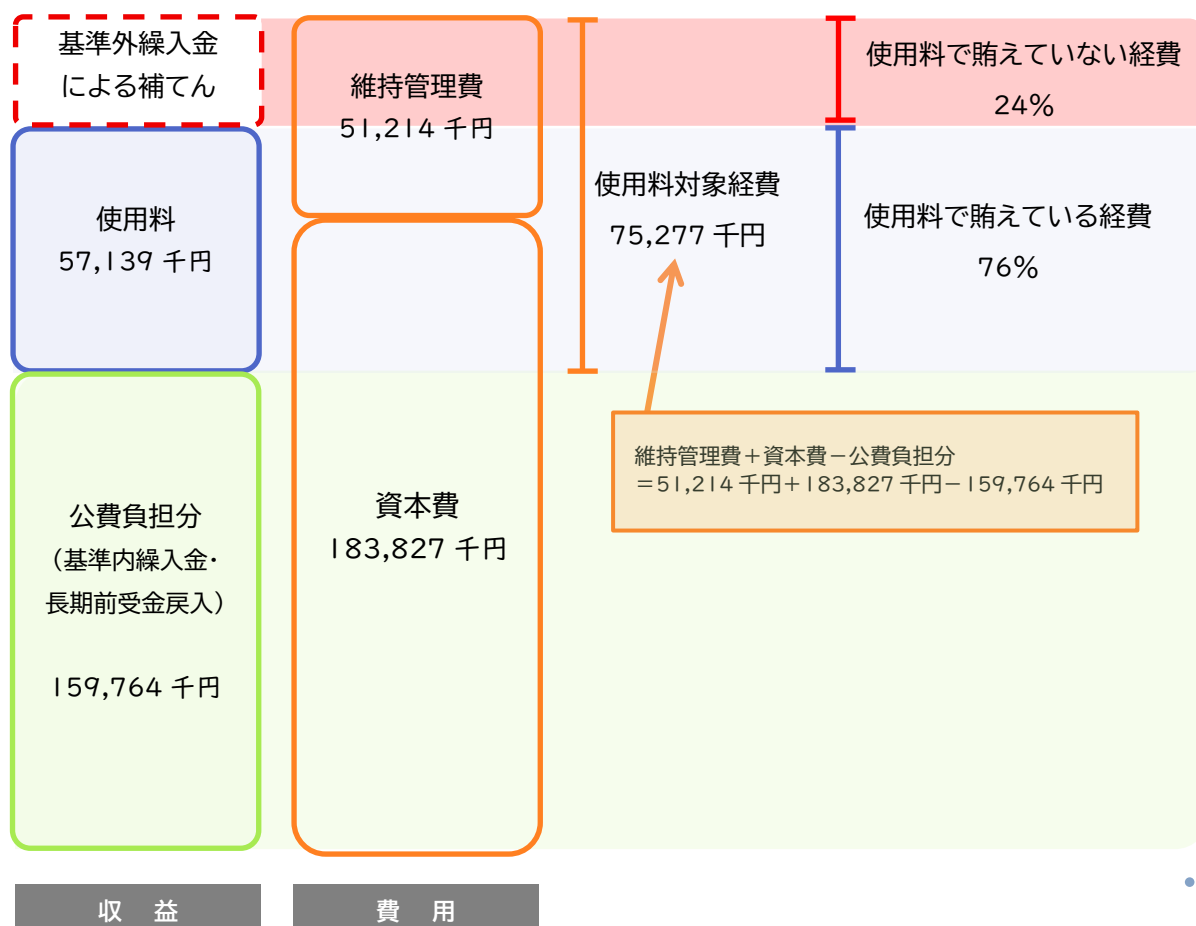 基準外繰入金
による補てん
使用料
57,139 千円
公費負担分
（基準内繰入金・
長期前受金戻入）
159,764 千円
収　益
維持管理費
51,214 千円
資本費
183,827 千円
費　用
使用料対象経費
75,277 千円
維持管理費＋資本費－公費負担分
＝51,214 千円＋183,827 千円－159,764 千円
使用料で賄えていない経費
24%
使用料で賄えている経費
76%